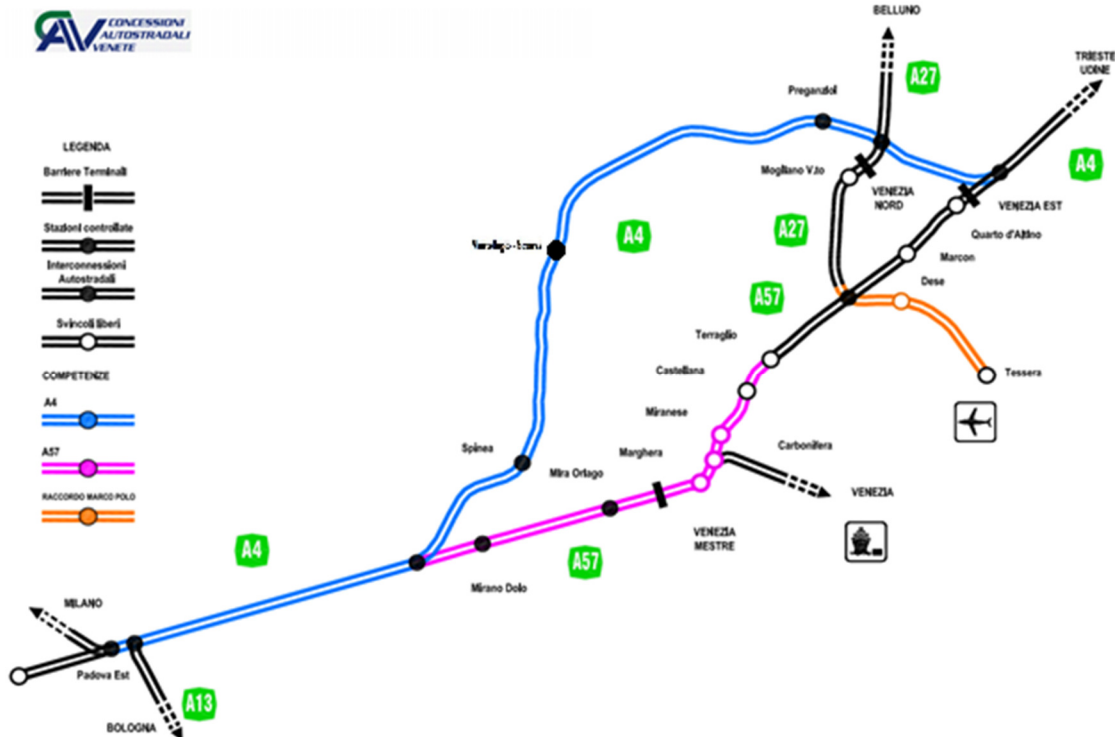 CAV CONCESSIONI
AUTOSTRADALI
VENETE
BELLUNO
TRIESTE
UDINE
A27
Preganziol
A4
LEGENDA
Barriere Terminali
Mogliano V.to
VENEZIA
NORD
VENEZIA EST
Stazioni controllate
A4
A27
Quarto d'Altino
Marcon
Interconnessioni
Autostradali
Dese
A57
Svincoli liberi
Terraglio
Castellana
Tessera
COMPETENZE
A4
Miranese
Marghera
Carbonifera
Spinea
A57
Mira Oriago
VENEZIA
RACCORDO MARCO POLO
VENEZIA
MESTRE
A4
A57
Mirano Dolo
MILANO
Padova Est
A13
BOLOGNA